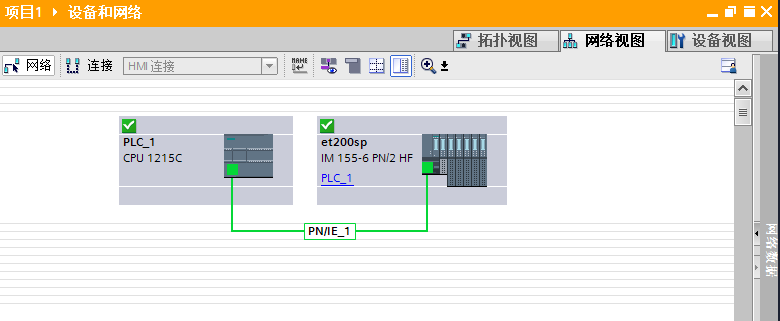 项目1 ▸ 设备和网络
拓扑视图 网络视图 设备视图
网络 连接 HMI 连接
PLC_1
CPU 1215C
et200sp
IM 155-6 PN/2 HF
PLC_1
PN/IE_1
网络数据